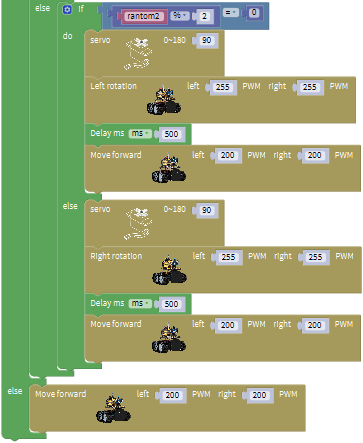 else If rantom2 % 2 = 0
do servo 0~180 90
Left rotation left 255 PWM right 255 PWM
Delay ms ms 500
Move forward left 200 PWM right 200 PWM
else servo 0~180 90
Right rotation left 255 PWM right 255 PWM
Delay ms ms 500
Move forward left 200 PWM right 200 PWM
else Move forward left 200 PWM right 200 PWM